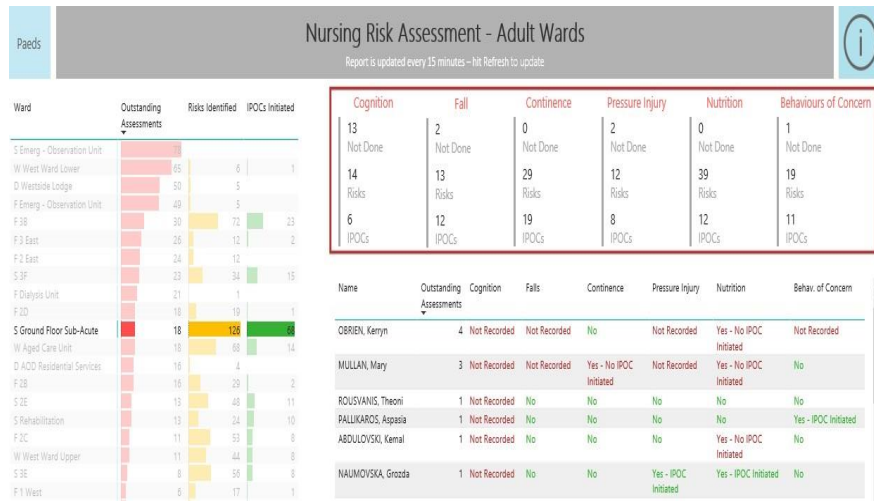 Paeds
Nursing Risk Assessment - Adult Wards
Report is updated every 15 minutes – hit Refresh to update
i
Ward Outstanding Assessments Risks Identified IPOCs Initiated
S Emerg - Observation Unit 78
W West Ward Lower 65 6 1
D Westside Lodge 50 5
F Emerg - Observation Unit 49 5
F 3B 30 72 23
F 3 East 26 12 2
F 2 East 24 12
S 3F 23 34 15
F Dialysis Unit 21 1
F 2D 18 19 1
S Ground Floor Sub-Acute 18 126 68
W Aged Care Unit 18 68 14
D AOD Residential Services 16 4
F 2B 16 29 2
S 2E 13 48 11
S Rehabilitation 13 24 10
F 2C 11 53 8
W West Ward Upper 11 44 8
S 3E 8 56 8
F 1 West 6 17 1
Cognition Fall Continence Pressure Injury Nutrition Behaviours of Concern
13 2 0 2 0 1
Not Done Not Done Not Done Not Done Not Done Not Done
14 13 29 12 39 19
Risks Risks Risks Risks Risks Risks
6 12 19 8 12 11
IPOCs IPOCs IPOCs IPOCs IPOCs IPOCs
Name Outstanding Assessments Cognition Falls Continence Pressure Injury Nutrition Behav. of Concern
OBRIEN, Kerryn 4 Not Recorded Not Recorded No Not Recorded Yes - No IPOC Initiated Not Recorded
MULLAN, Mary 3 Not Recorded Not Recorded Yes - No IPOC Initiated Not Recorded Yes - No IPOC Initiated No
ROUSVANIS, Theoni 1 Not Recorded No No No No No
PALLIKAROS, Aspasia 1 Not Recorded No No No No Yes - IPOC Initiated
ABDULOVSKI, Kemal 1 Not Recorded No No No Yes - No IPOC Initiated No
NAUMOVSKA, Grozda 1 Not Recorded No No Yes - IPOC Initiated Yes - IPOC Initiated No